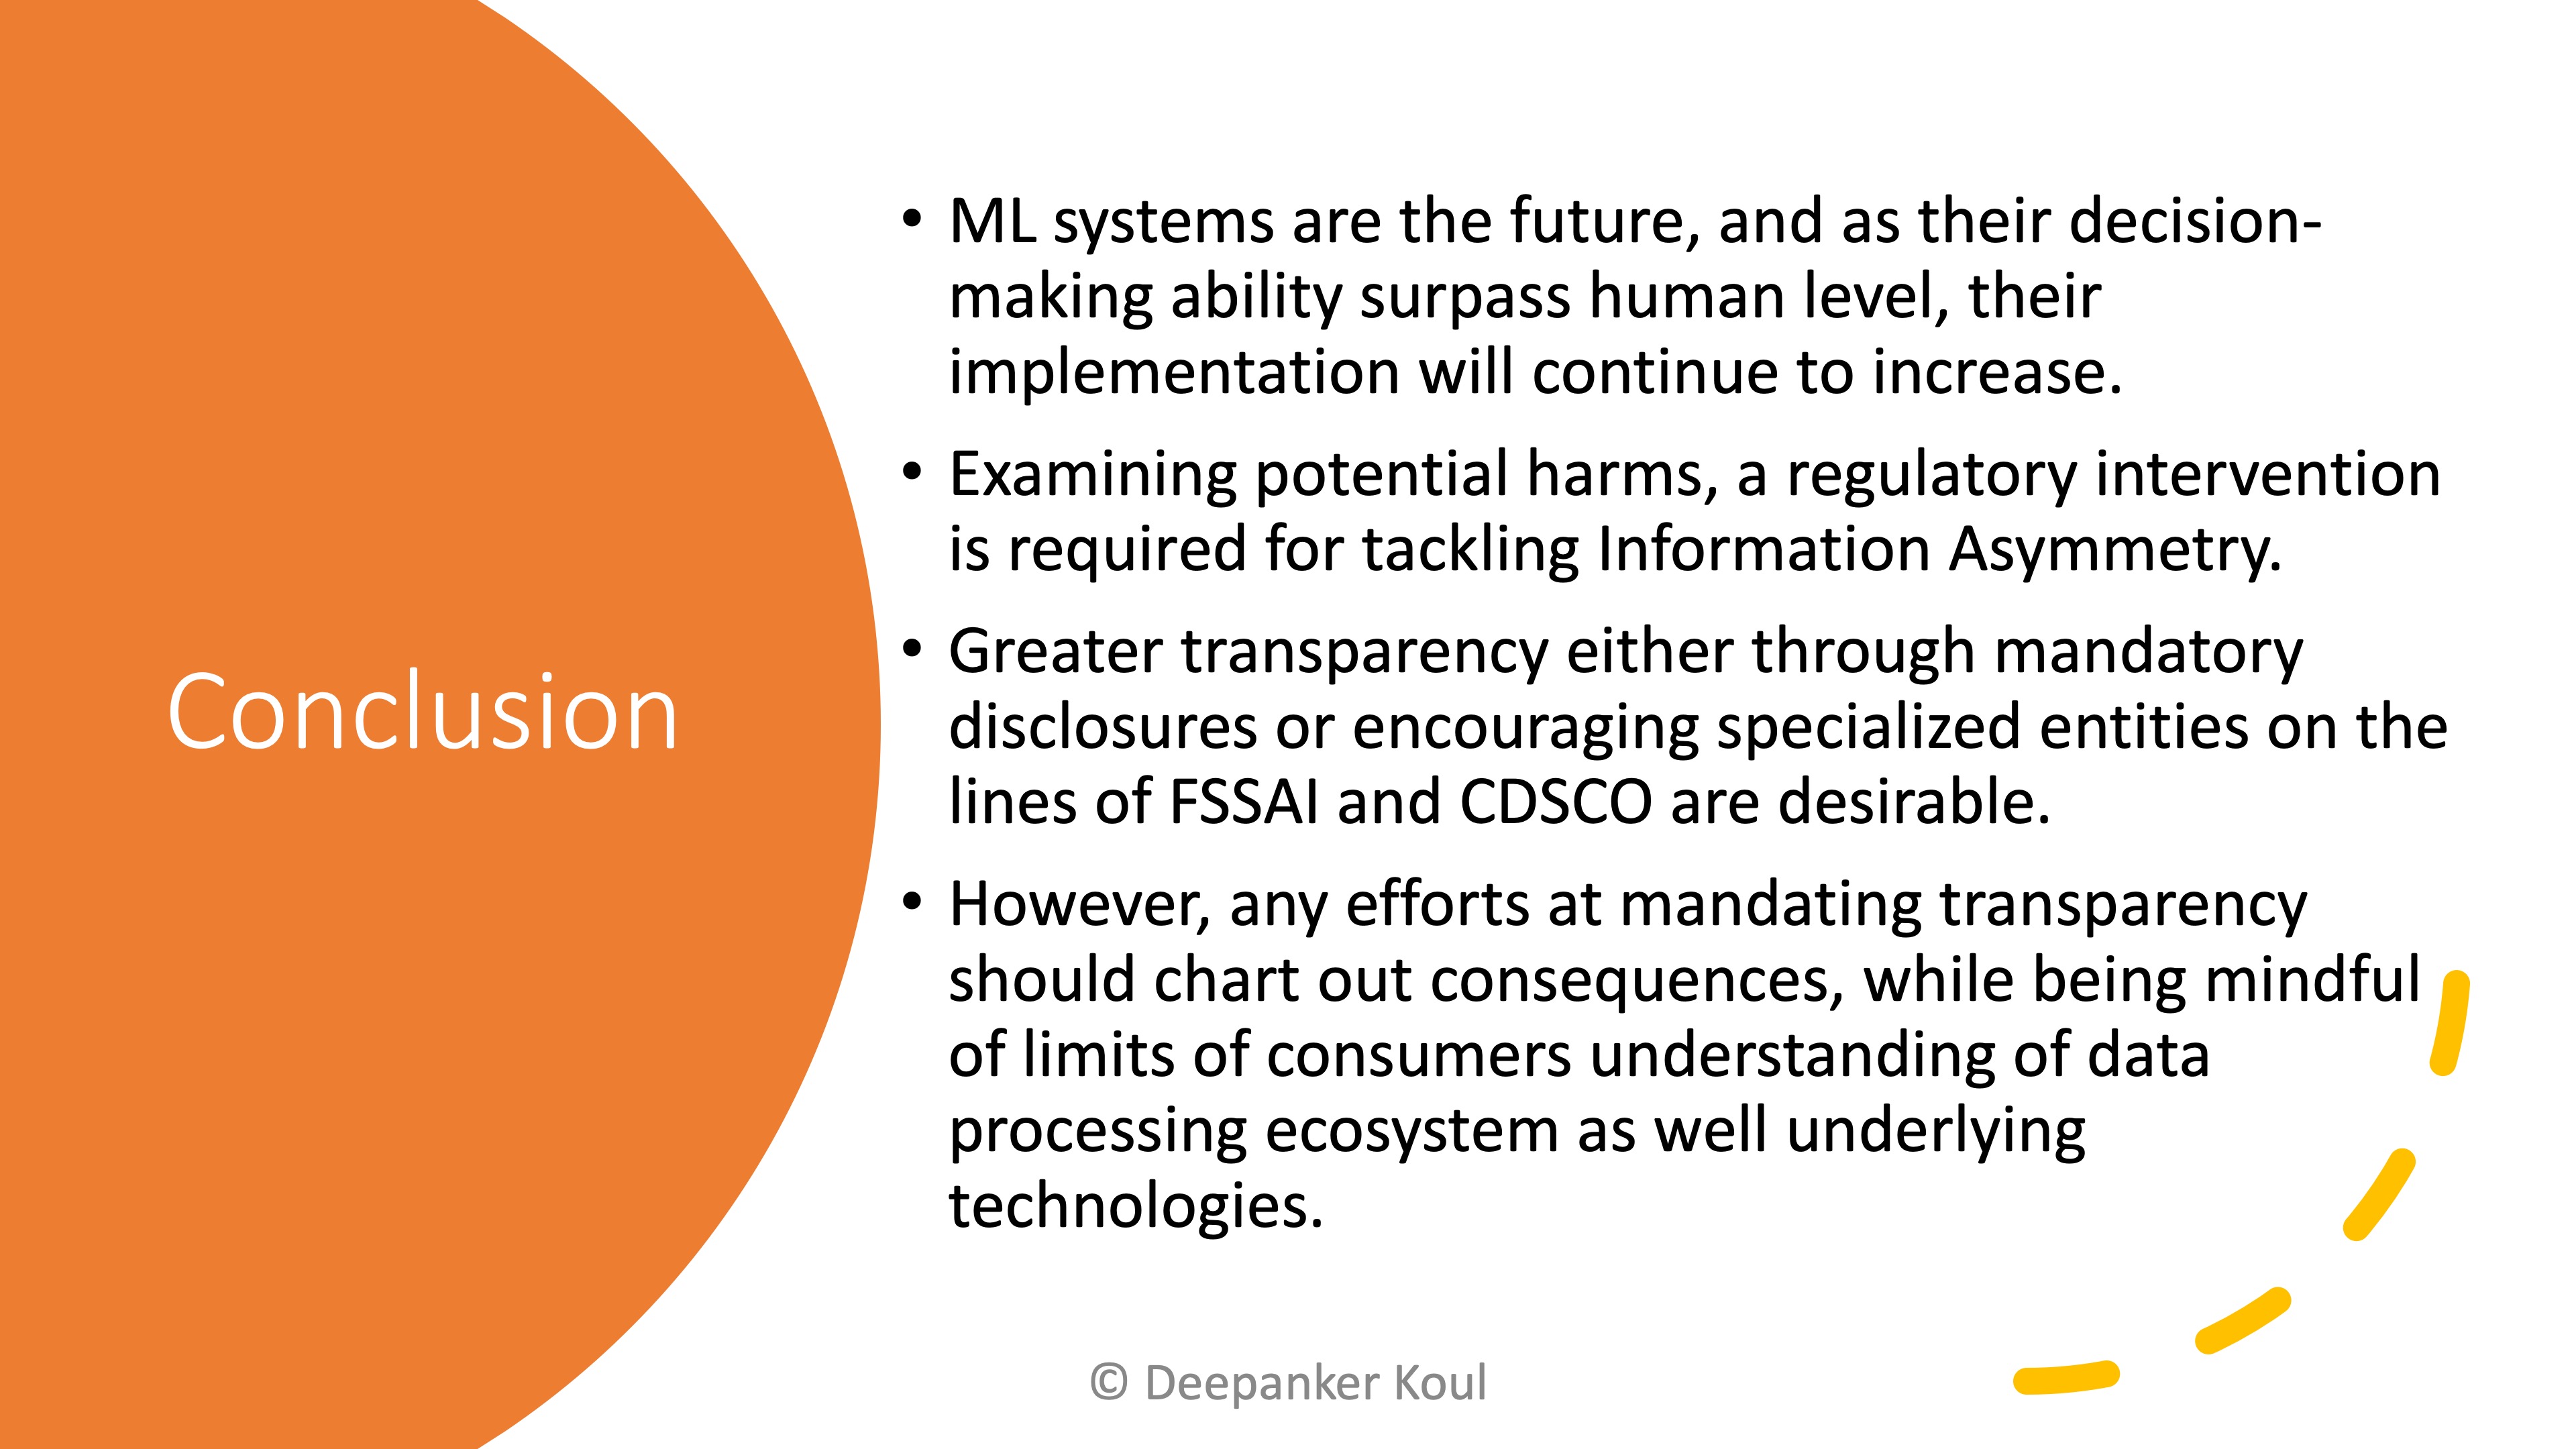 Conclusion
• ML systems are the future, and as their decision-
making ability surpass human level, their
implementation will continue to increase.
• Examining potential harms, a regulatory intervention
is required for tackling Information Asymmetry.
• Greater transparency either through mandatory
disclosures or encouraging specialized entities on the
lines of FSSAI and CDSCO are desirable.
• However, any efforts at mandating transparency
should chart out consequences, while being mindful
of limits of consumers understanding of data
processing ecosystem as well underlying
technologies.
© Deepanker Koul